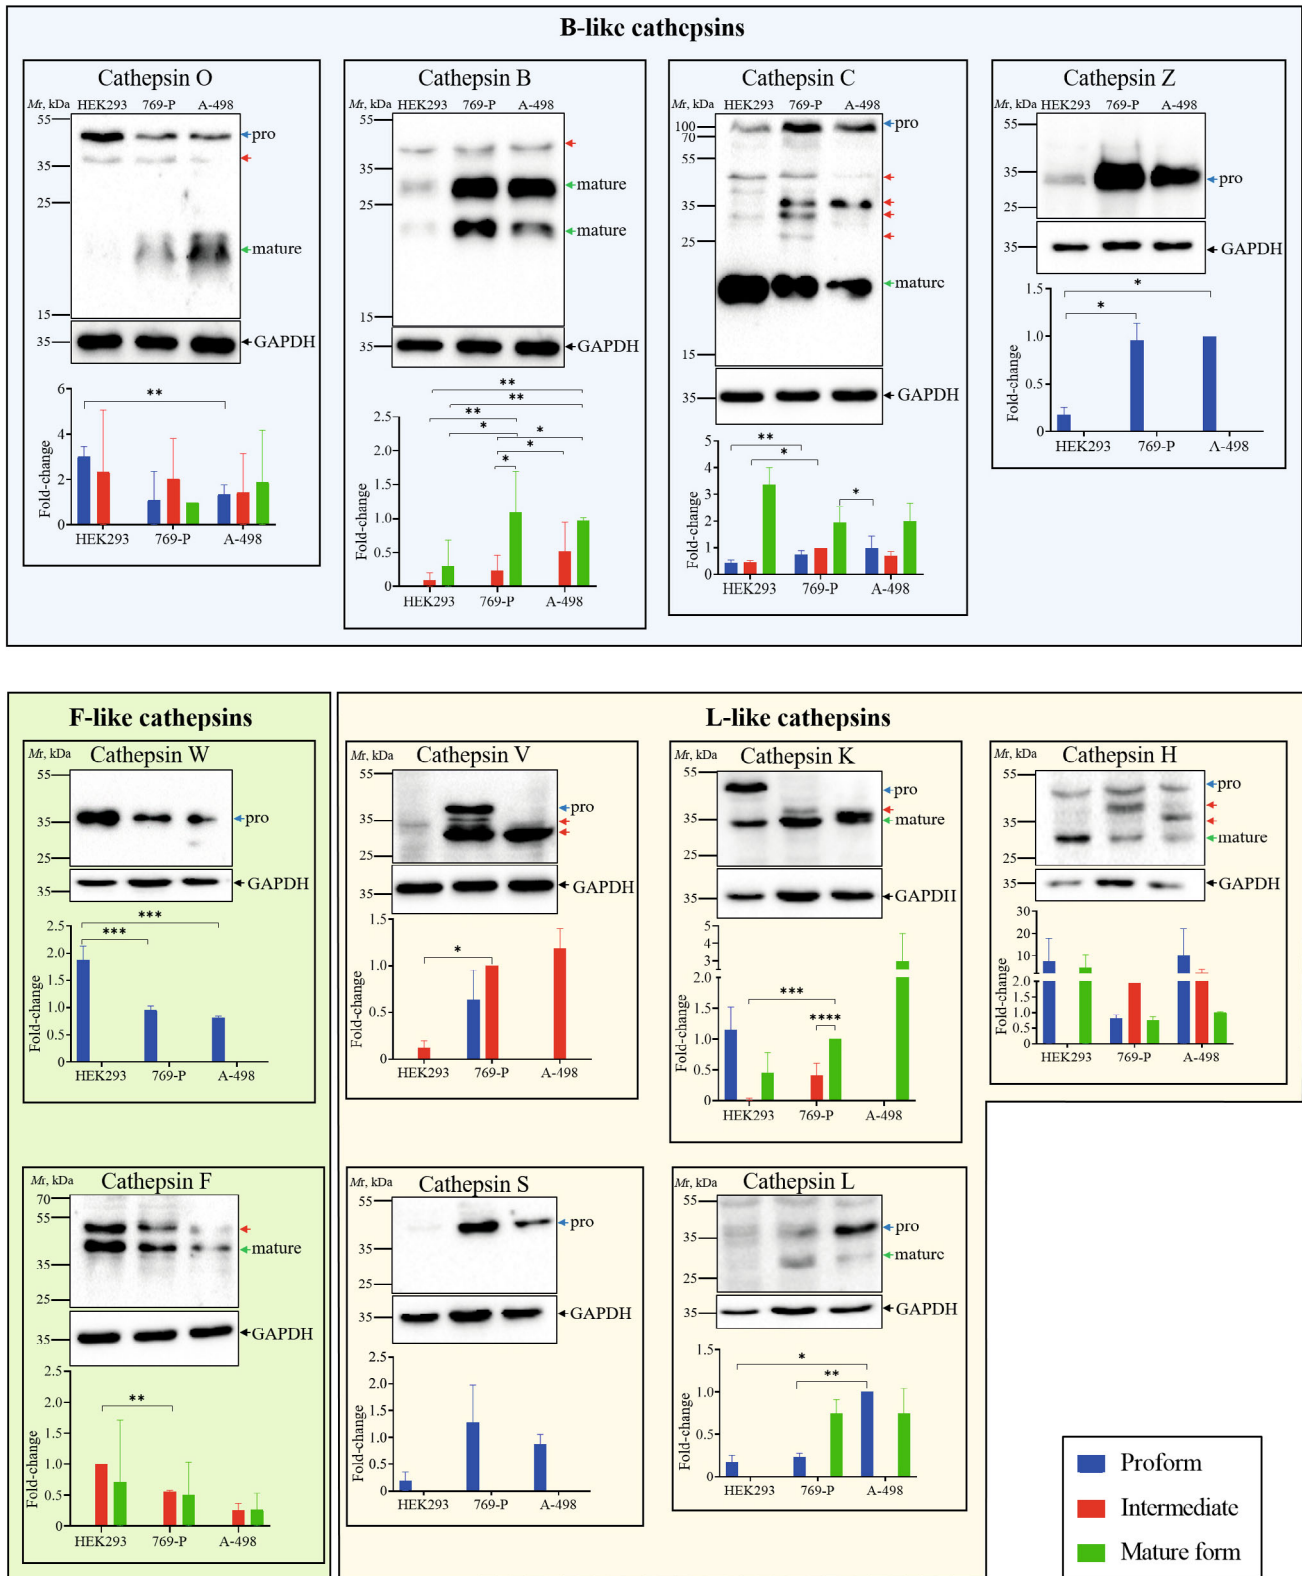 B-like cathepsins
Cathepsin O
Mr, kDa HEK293 769-P A-498
55
35
25
15
pro
mature
35
GAPDH
**
Fold-change
6
4
2
0
HEK293 769-P A-498
Cathepsin B
Mr, kDa HEK293 769-P A-498
55
35
25
15
mature
mature
35
GAPDH
**
**
**
*
*
*
*
Fold-change
2.5
2.0
1.5
1.0
0.5
0
HEK293 769-P A-498
Cathepsin C
Mr, kDa HEK293 769-P A-498
100
70
55
35
25
15
pro
mature
35
GAPDH
**
*
*
Fold-change
5
4
3
2
1
0
HEK293 769-P A-498
Cathepsin Z
Mr, kDa HEK293 769-P A-498
55
35
25
pro
35
GAPDH
*
*
Fold-change
1.5
1.0
0.5
0
HEK293 769-P A-498
F-like cathepsins
Cathepsin W
Mr, kDa
55
35
25
pro
35
GAPDH
***
***
Fold-change
2.5
2.0
1.5
1.0
0.5
0
HEK293 769-P A-498
Cathepsin F
Mr, kDa
70
55
35
25
mature
35
GAPDH
**
Fold-change
2.5
2.0
1.5
1.0
0.5
0
HEK293 769-P A-498
L-like cathepsins
Cathepsin V
Mr, kDa
55
35
25
pro
35
GAPDH
*
Fold-change
1.5
1.0
0.5
0
HEK293 769-P A-498
Cathepsin K
Mr, kDa
55
35
25
pro
mature
35
GAPDH
***
****
Fold-change
5
4
3
2
1
2.0
1.5
1.0
0.5
0
HEK293 769-P A-498
Cathepsin H
Mr, kDa
55
35
25
pro
mature
35
GAPDH
Fold-change
30
20
10
2.0
1.5
1.0
0.5
0
HEK293 769-P A-498
Cathepsin S
Mr, kDa
55
35
25
pro
35
GAPDH
Fold-change
2.5
2.0
1.5
1.0
0.5
0
HEK293 769-P A-498
Cathepsin L
Mr, kDa
55
35
25
pro
mature
35
GAPDH
*
**
Fold-change
1.5
1.0
0.5
0
HEK293 769-P A-498
Proform
Intermediate
Mature form